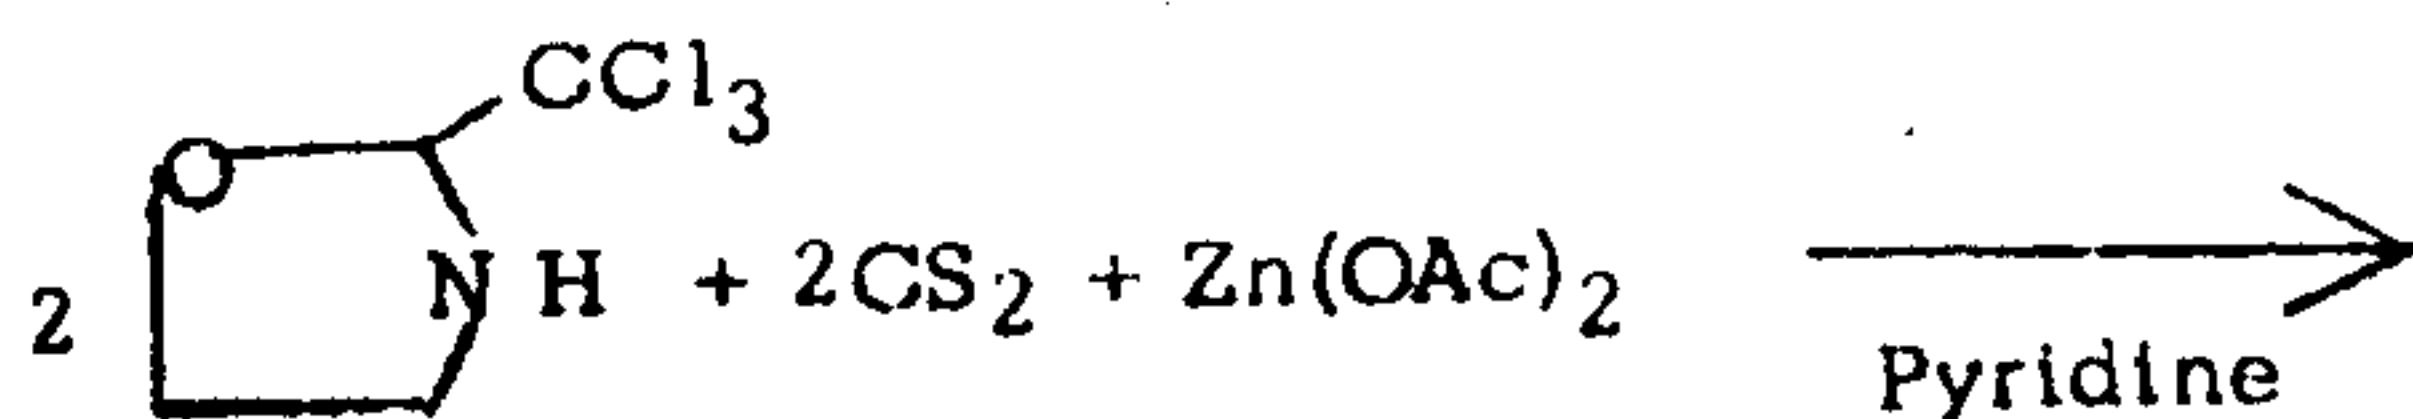 CCl3
O
2 NH + 2CS2 + Zn(OAc)2
Pyridine